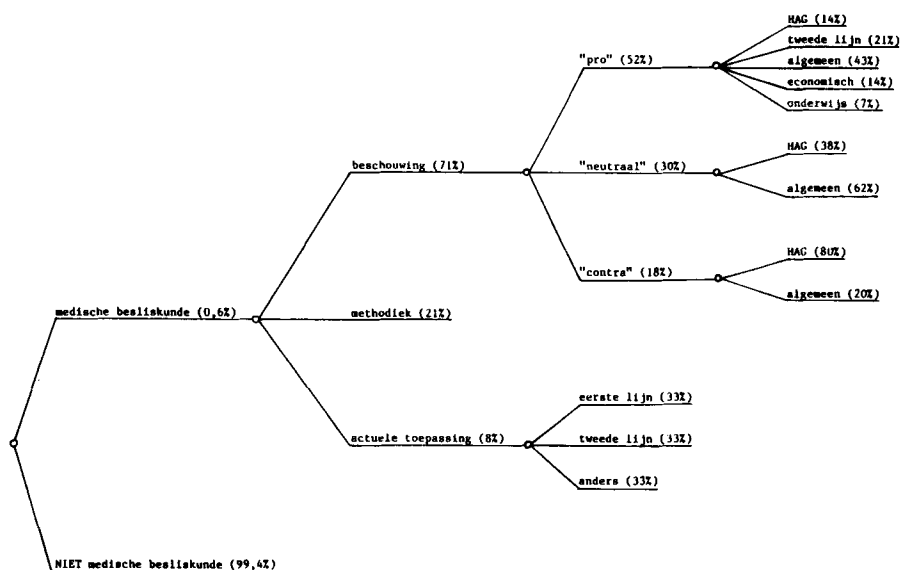 HAG (14%)
tweede lijn (21%)
"pro" (52%)
algemeen (43%)
economisch (14%)
onderwijs (7%)
HAG (38%)
beschouwing (71%)
"neutraal" (30%)
algemeen (62%)
HAG (80%)
"contra" (18%)
algemeen (20%)
medische besliskunde (0,6%)
methodiek (21%)
eerste lijn (33%)
actuele toepassing (8%)
tweede lijn (33%)
anders (33%)
NIET medische besliskunde (99,4%)